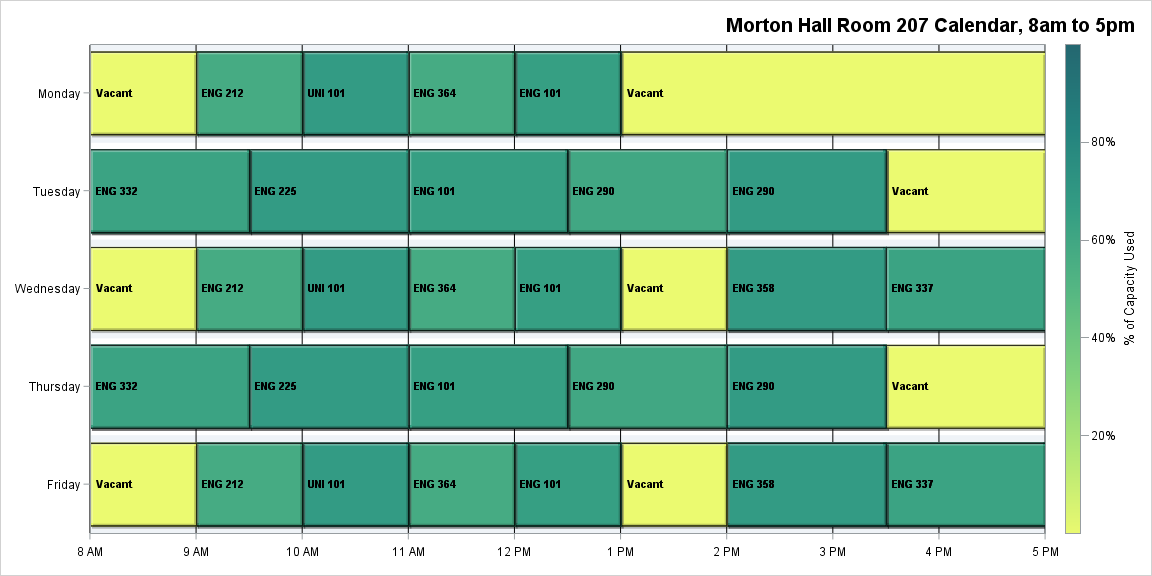 Morton Hall Room 207 Calendar, 8am to 5pm
Monday
Vacant
ENG 212
UNI 101
ENG 364
ENG 101
Vacant
Tuesday
ENG 332
ENG 225
ENG 101
ENG 290
ENG 290
Vacant
Wednesday
Vacant
ENG 212
UNI 101
ENG 364
ENG 101
Vacant
ENG 358
ENG 337
Thursday
ENG 332
ENG 225
ENG 101
ENG 290
ENG 290
Vacant
Friday
Vacant
ENG 212
UNI 101
ENG 364
ENG 101
Vacant
ENG 358
ENG 337
8 AM
9 AM
10 AM
11 AM
12 PM
1 PM
2 PM
3 PM
4 PM
5 PM
80%
60%
40%
20%
% of Capacity Used